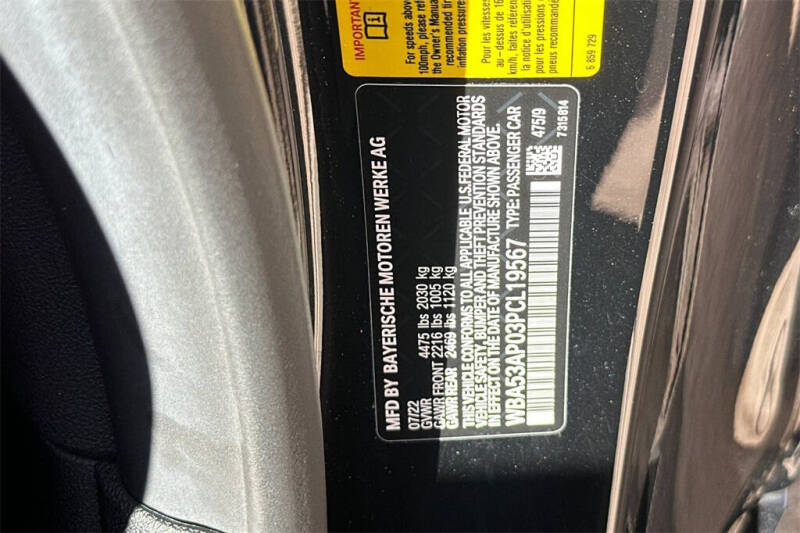 IMPORTANT
For speeds above
100mph, please ref
the Owner's Manua
recommended tir
inflation pressure
Pour les vitesses
au – dessus de 16
km/h, faites référen
la notice d'utilisation
pour les pressions d
pneus recommandé
6 859 729
MFD BY BAYERISCHE MOTOREN WERKE AG
07/22
GVWR 4475 lbs 2030 kg
GAWR FRONT 2216 lbs 1005 kg
GAWR REAR 2469 lbs 1120 kg
THIS VEHICLE CONFORMS TO ALL APPLICABLE U.S.FEDERAL MOTOR
VEHICLE SAFETY, BUMPER AND THEFT PREVENTION STANDARDS
IN EFFECT ON THE DATE OF MANUFACTURE SHOWN ABOVE.
WBA53AP03PCL19567 TYPE: PASSENGER CAR
475/9
7315814